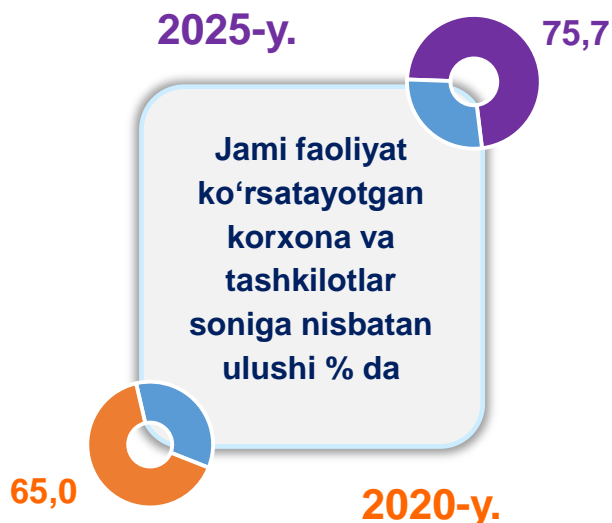 2025-y.
75,7
Jami faoliyat
ko‘rsatayotgan
korxona va
tashkilotlar
soniga nisbatan
ulushi % da
65,0
2020-y.